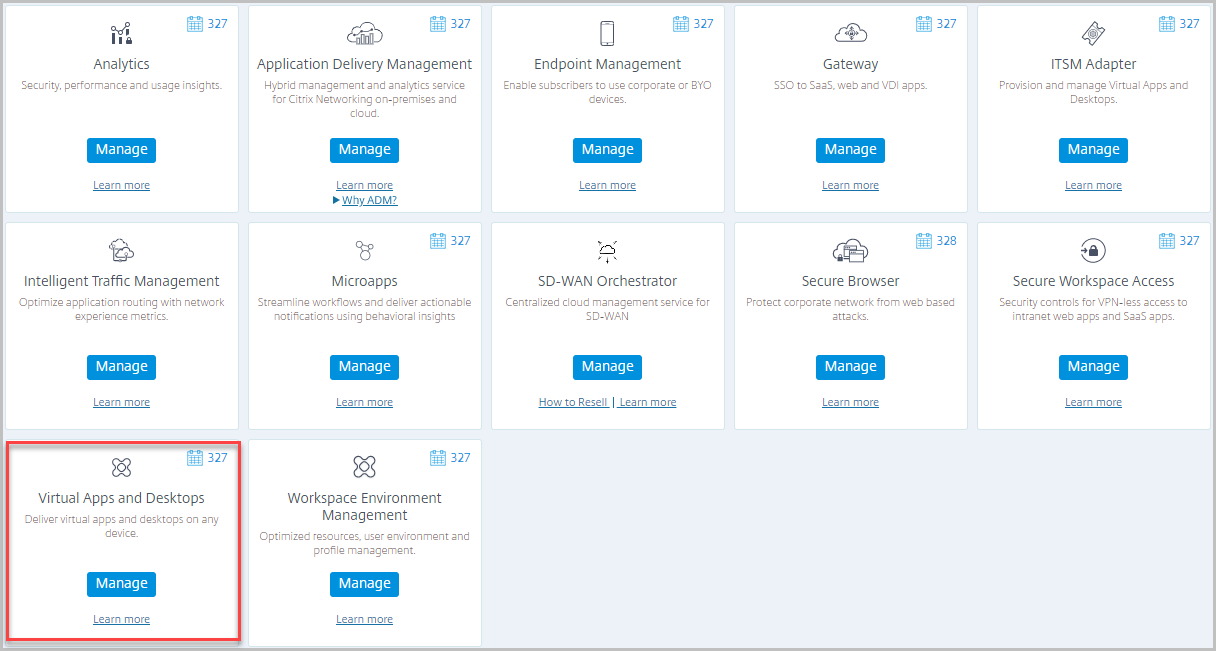 327
Analytics
Security, performance and usage insights.
Manage
Learn more
327
Application Delivery Management
Hybrid management and analytics service
for Citrix Networking on-premises and
cloud.
Manage
Learn more
Why ADM?
327
Endpoint Management
Enable subscribers to use corporate or BYO
devices.
Manage
Learn more
327
Gateway
SSO to SaaS, web and VDI apps.
Manage
Learn more
327
ITSM Adapter
Provision and manage Virtual Apps and
Desktops.
Manage
Learn more
Intelligent Traffic Management
Optimize application routing with network
experience metrics.
Manage
Learn more
327
Microapps
Streamline workflows and deliver actionable
notifications using behavioral insights
Manage
Learn more
SD-WAN Orchestrator
Centralized cloud management service for
SD-WAN
Manage
How to Resell | Learn more
328
Secure Browser
Protect corporate network from web based
attacks.
Manage
Learn more
327
Secure Workspace Access
Security controls for VPN-less access to
intranet web apps and SaaS apps.
Manage
Learn more
327
Virtual Apps and Desktops
Deliver virtual apps and desktops on any
device.
Manage
Learn more
327
Workspace Environment
Management
Optimized resources, user environment and
profile management.
Manage
Learn more